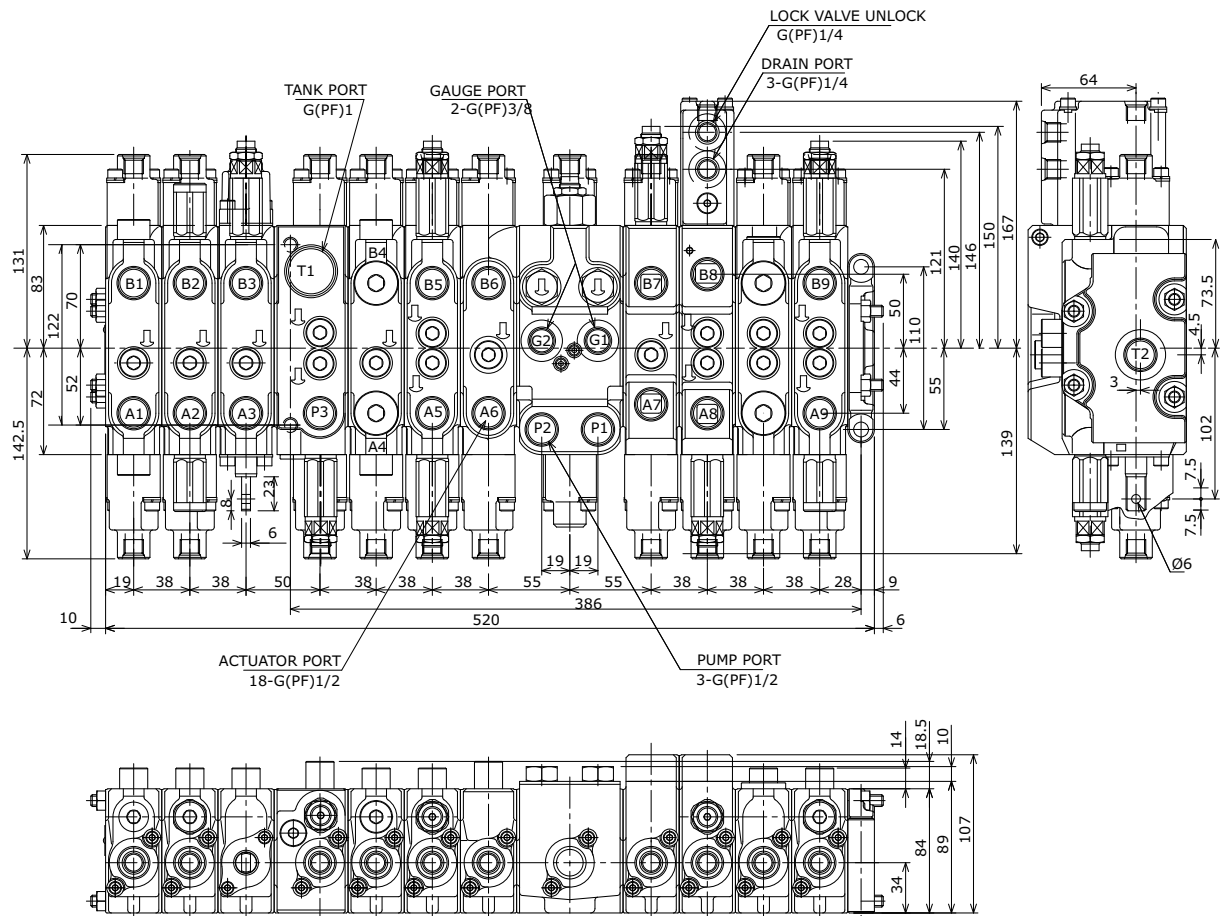 LOCK VALVE UNLOCK
G(PF)1/4
DRAIN PORT
3-G(PF)1/4
TANK PORT
G(PF)1
GAUGE PORT
2-G(PF)3/8
64
131
83
122
70
52
72
142.5
T1
B4
B1
B2
B3
B5
B6
B7
B8
B9
G2
G1
A1
A2
A3
P3
A4
A5
A6
P2
P1
A7
A8
A9
121
140
146
150
167
50
110
44
55
139
73.5
4.5
T2
3
102
7.5
7.5
Ø6
8
23
6
19
19
19
38
38
50
38
38
38
55
55
38
38
38
28
9
386
10
520
6
ACTUATOR PORT
18-G(PF)1/2
PUMP PORT
3-G(PF)1/2
14
18.5
10
34
84
89
107